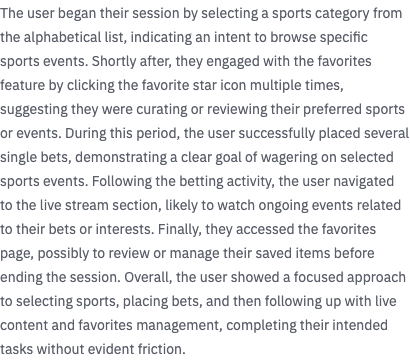 The user began their session by selecting a sports category from
the alphabetical list, indicating an intent to browse specific
sports events. Shortly after, they engaged with the favorites
feature by clicking the favorite star icon multiple times,
suggesting they were curating or reviewing their preferred sports
or events. During this period, the user successfully placed several
single bets, demonstrating a clear goal of wagering on selected
sports events. Following the betting activity, the user navigated
to the live stream section, likely to watch ongoing events related
to their bets or interests. Finally, they accessed the favorites
page, possibly to review or manage their saved items before
ending the session. Overall, the user showed a focused approach
to selecting sports, placing bets, and then following up with live
content and favorites management, completing their intended
tasks without evident friction.